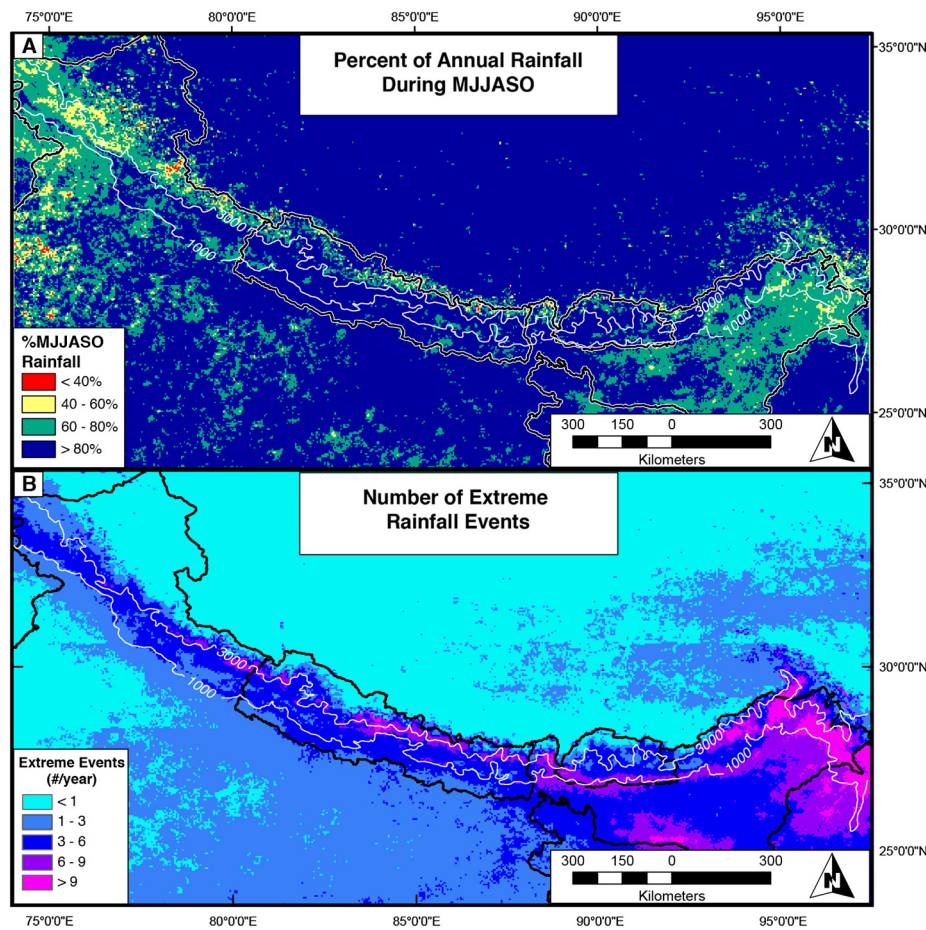 75°0'0"E 80°0'0"E 85°0'0"E 90°0'0"E 95°0'0"E
A
Percent of Annual Rainfall
During MJJASO
35°0'0"N
30°0'0"N
25°0'0"N
3000
1000
3000
1000
%MJJASO
Rainfall
< 40%
40 - 60%
60 - 80%
> 80%
300 150 0 300
Kilometers
N
B
Number of Extreme
Rainfall Events
35°0'0"N
30°0'0"N
25°0'0"N
3000
1000
3000
1000
Extreme Events
(#/year)
< 1
1 - 3
3 - 6
6 - 9
> 9
300 150 0 300
Kilometers
N
75°0'0"E 80°0'0"E 85°0'0"E 90°0'0"E 95°0'0"E